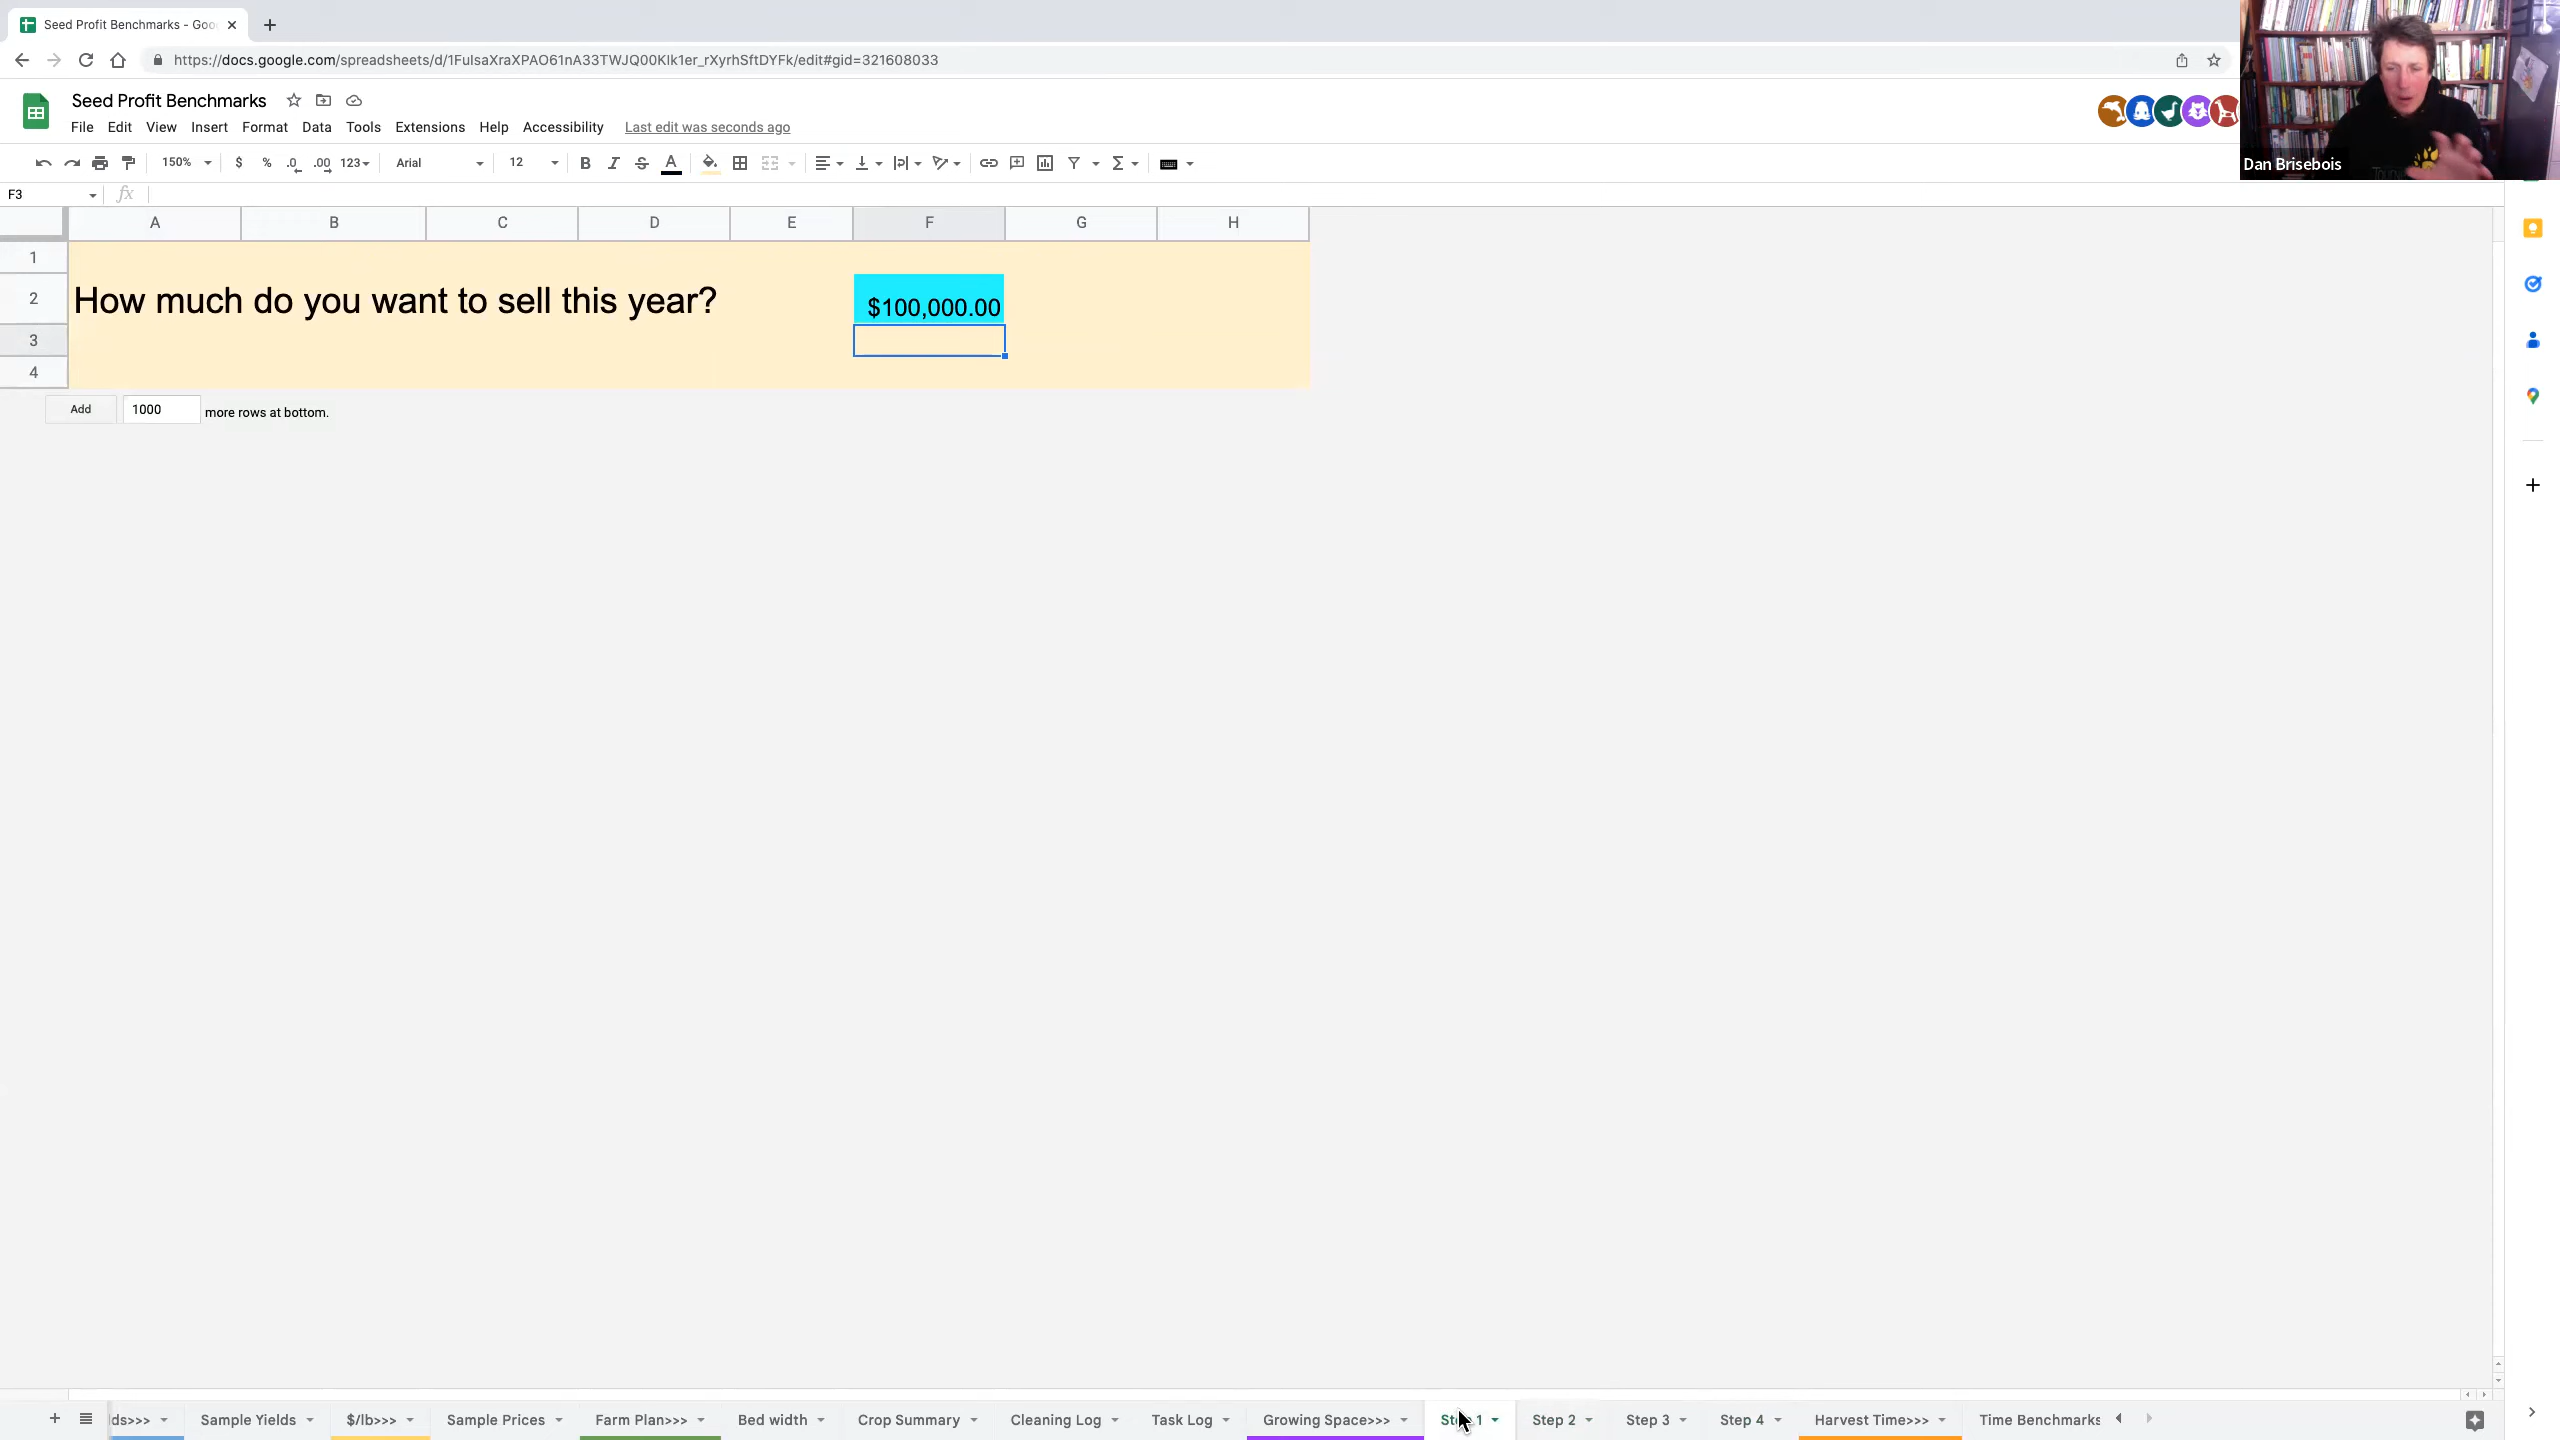 Seed Profit Benchmarks - Goo
https://docs.google.com/spreadsheets/d/1FulsaXraXPAO61nA33TWJQ00Klk1er_rXyrhSftDYFk/edit#gid=321608033
Seed Profit Benchmarks
File Edit View Insert Format Data Tools Extensions Help Accessibility Last edit was seconds ago
Dan Brisebois
150% $ % .0 .00 123 Arial 12 B I S A
F3 fx
A B C D E F G H
1
2 How much do you want to sell this year? $100,000.00
3
4
Add 1000 more rows at bottom.
lds>>> Sample Yields $/lb>>> Sample Prices Farm Plan>>> Bed width Crop Summary Cleaning Log Task Log Growing Space>>> Step 1 Step 2 Step 3 Step 4 Harvest Time>>> Time Benchmarks